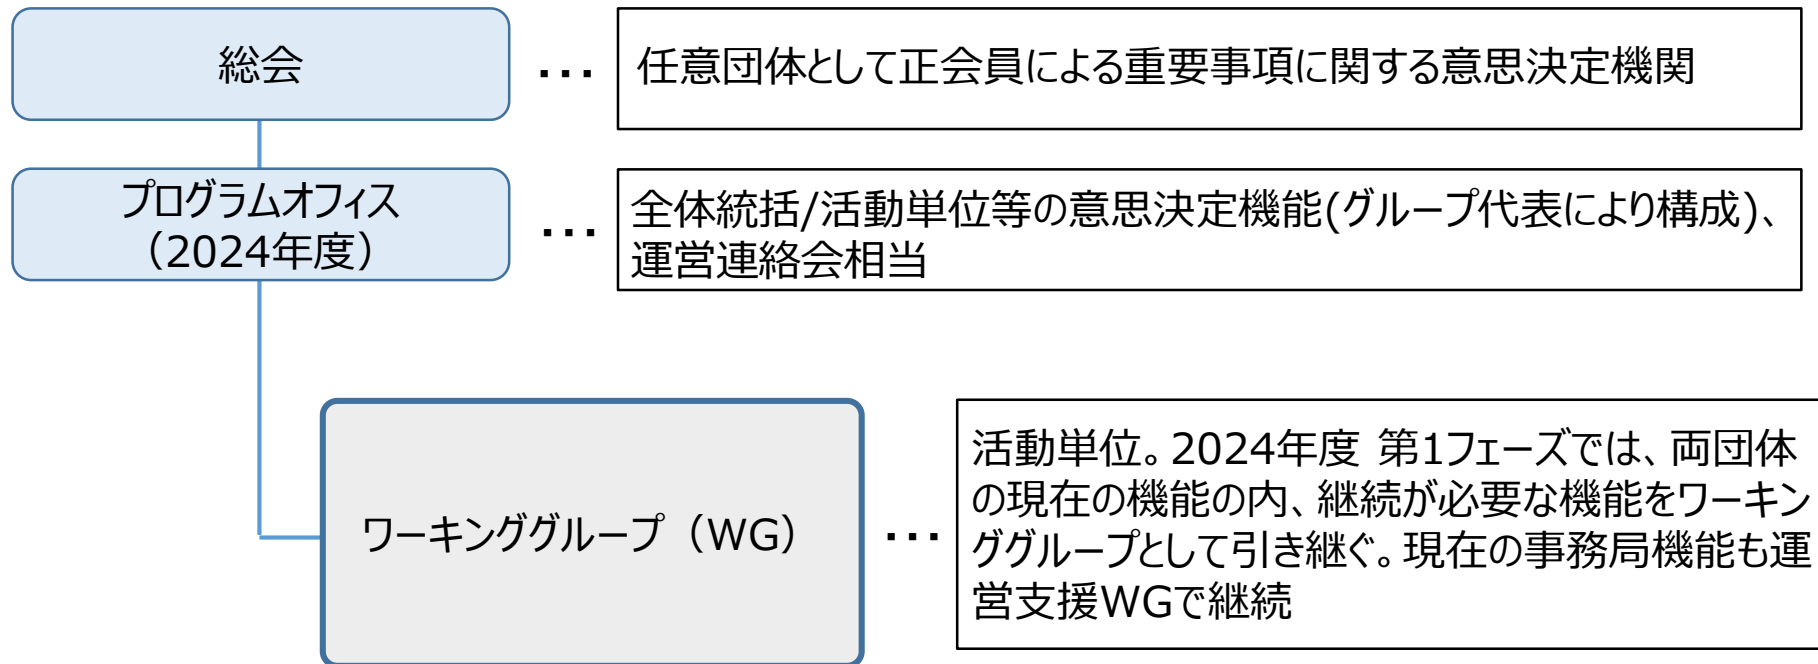 総会
・・・
任意団体として正会員による重要事項に関する意思決定機関
プログラムオフィス
（2024年度）
・・・
全体統括/活動単位等の意思決定機能(グループ代表により構成)、
運営連絡会相当
ワーキンググループ（WG）
・・・
活動単位。2024年度 第1フェーズでは、両団体
の現在の機能の内、継続が必要な機能をワーキン
ググループとして引き継ぐ。現在の事務局機能も運
営支援WGで継続